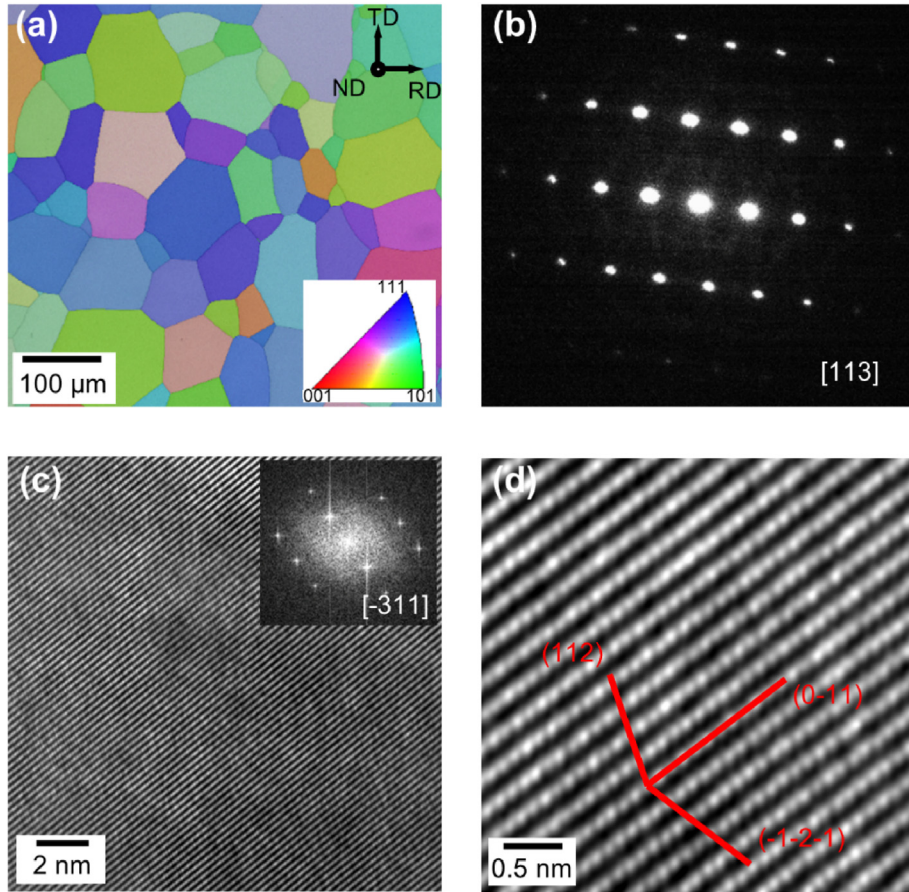 (a)
TD
ND
RD
111
001
101
100 μm
(b)
[113]
(c)
[-311]
2 nm
(d)
(112)
(0-11)
(-1-2-1)
0.5 nm